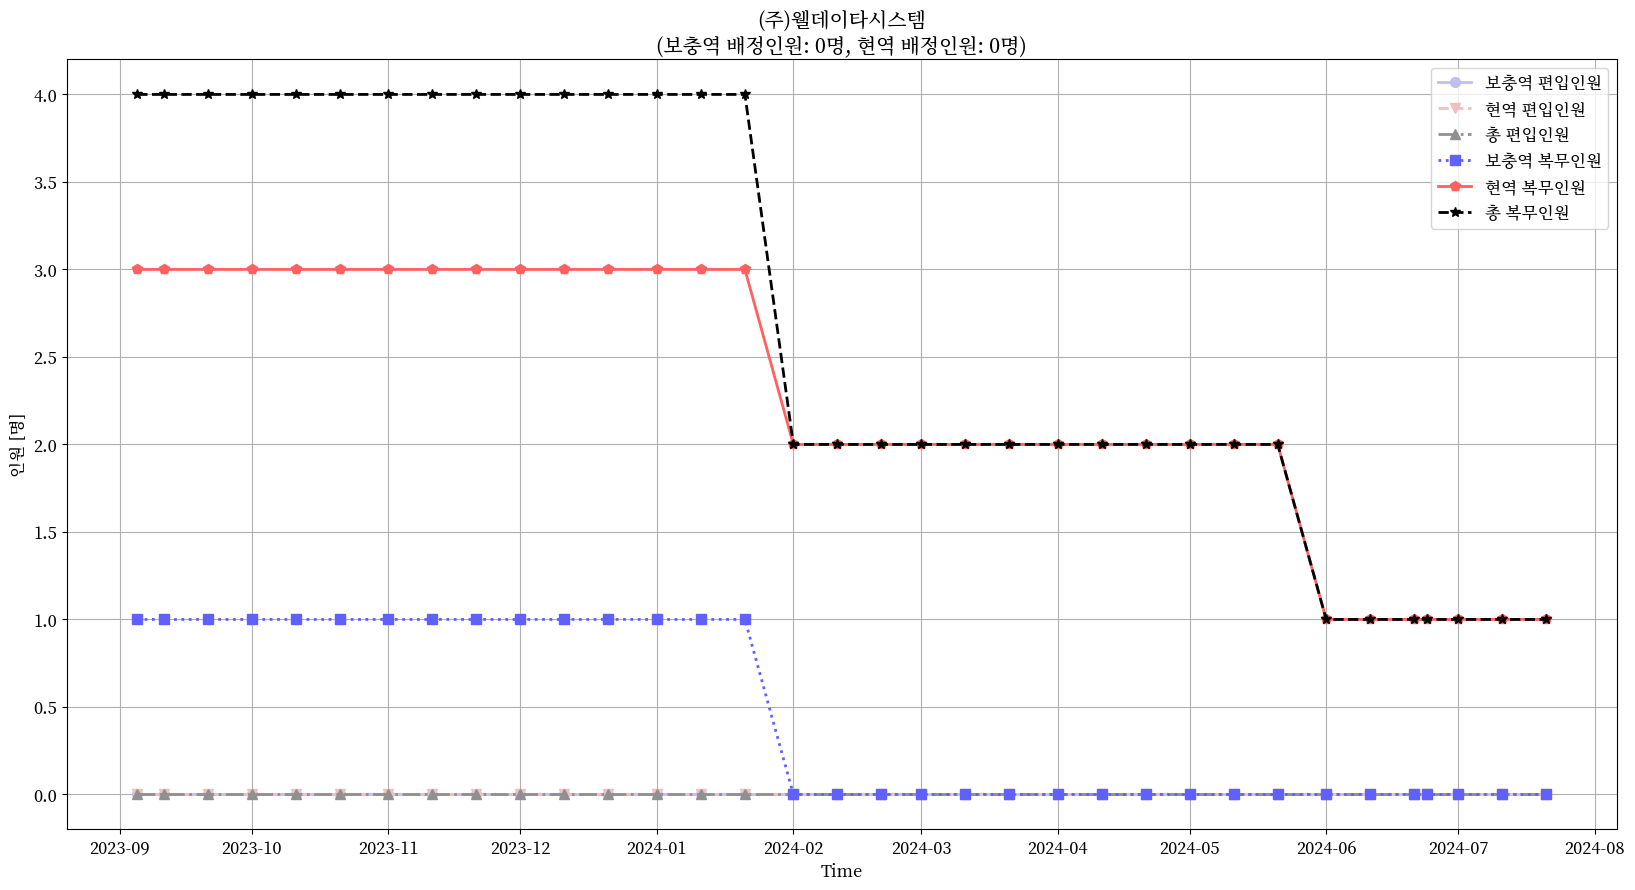 (주)웰데이타시스템
(보충역 배정인원: 0명, 현역 배정인원: 0명)
보충역 편입인원
현역 편입인원
총 편입인원
보충역 복무인원
현역 복무인원
총 복무인원
인원 [명]
4.0
3.5
3.0
2.5
2.0
1.5
1.0
0.5
0.0
2023-09 2023-10 2023-11 2023-12 2024-01 2024-02 2024-03 2024-04 2024-05 2024-06 2024-07 2024-08
Time